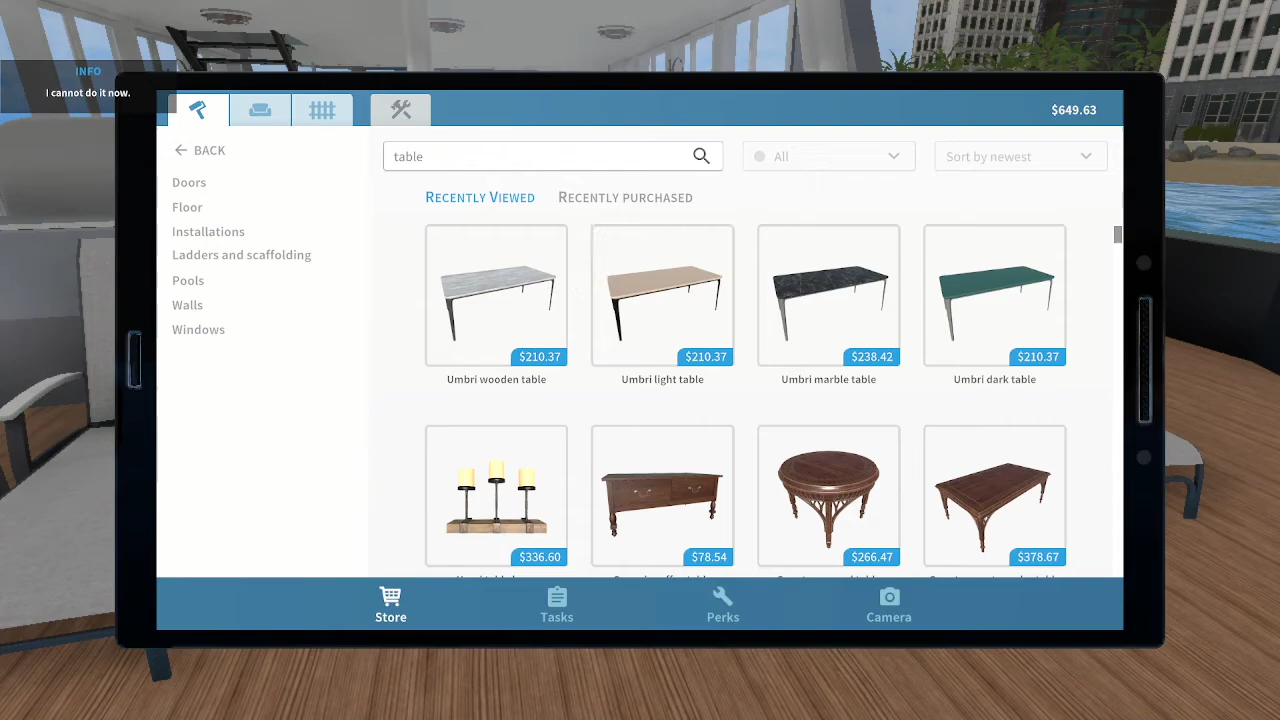 INFO
I cannot do it now.
$649.63
BACK
Doors
Floor
Installations
Ladders and scaffolding
Pools
Walls
Windows
table
All
Sort by newest
RECENTLY VIEWED
RECENTLY PURCHASED
$210.37
$210.37
$238.42
$210.37
Umbri wooden table
Umbri light table
Umbri marble table
Umbri dark table
$336.60
$78.54
$266.47
$378.67
Store
Tasks
Perks
Camera